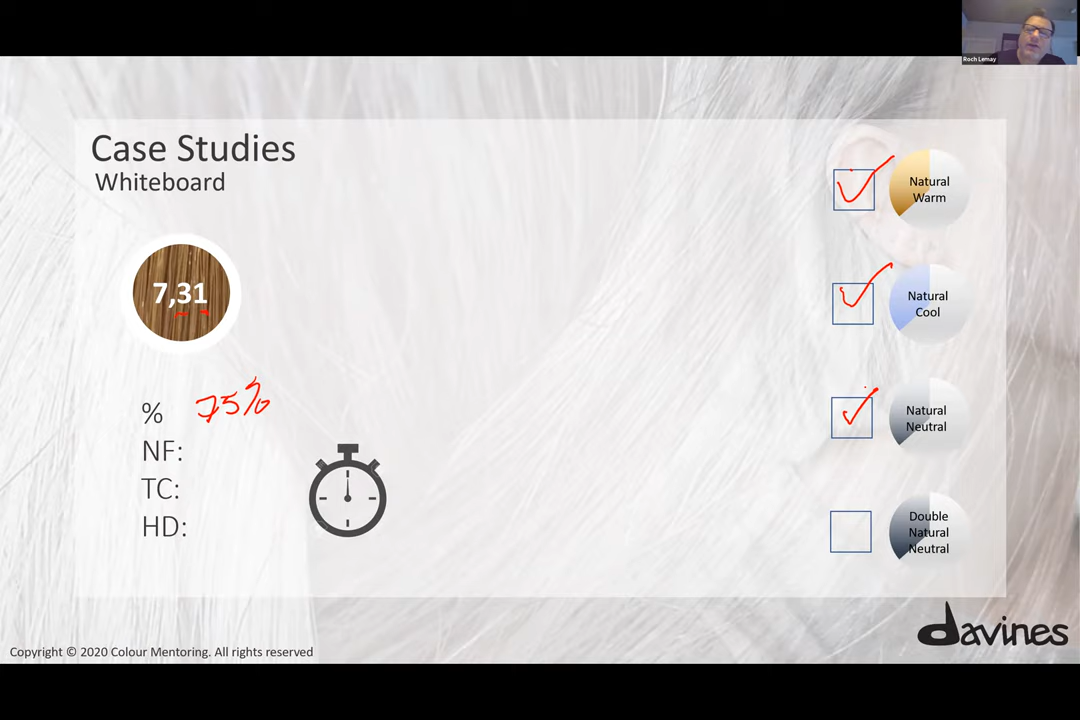 Roch Lemay
Case Studies
Whiteboard
7,31
% 75%
NF:
TC:
HD:
Natural
Warm
Natural
Cool
Natural
Neutral
Double
Natural
Neutral
davines
Copyright © 2020 Colour Mentoring. All rights reserved